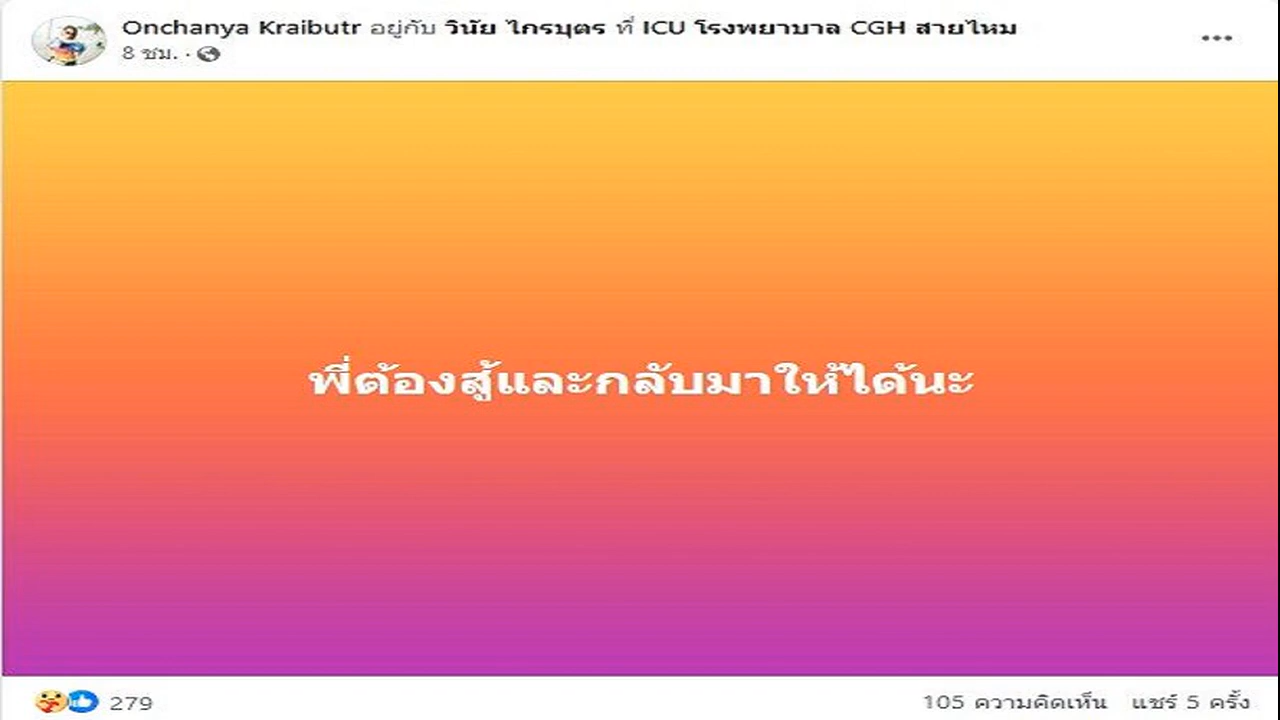 Onchanya Kraibutr อยู่กับ วินัย ไกรบุตร ที่ ICU โรงพยาบาล CGH สายไหม
8 ชม. ·
พี่ต้องสู้และกลับมาให้ได้นะ
279
105 ความคิดเห็น แชร์ 5 ครั้ง